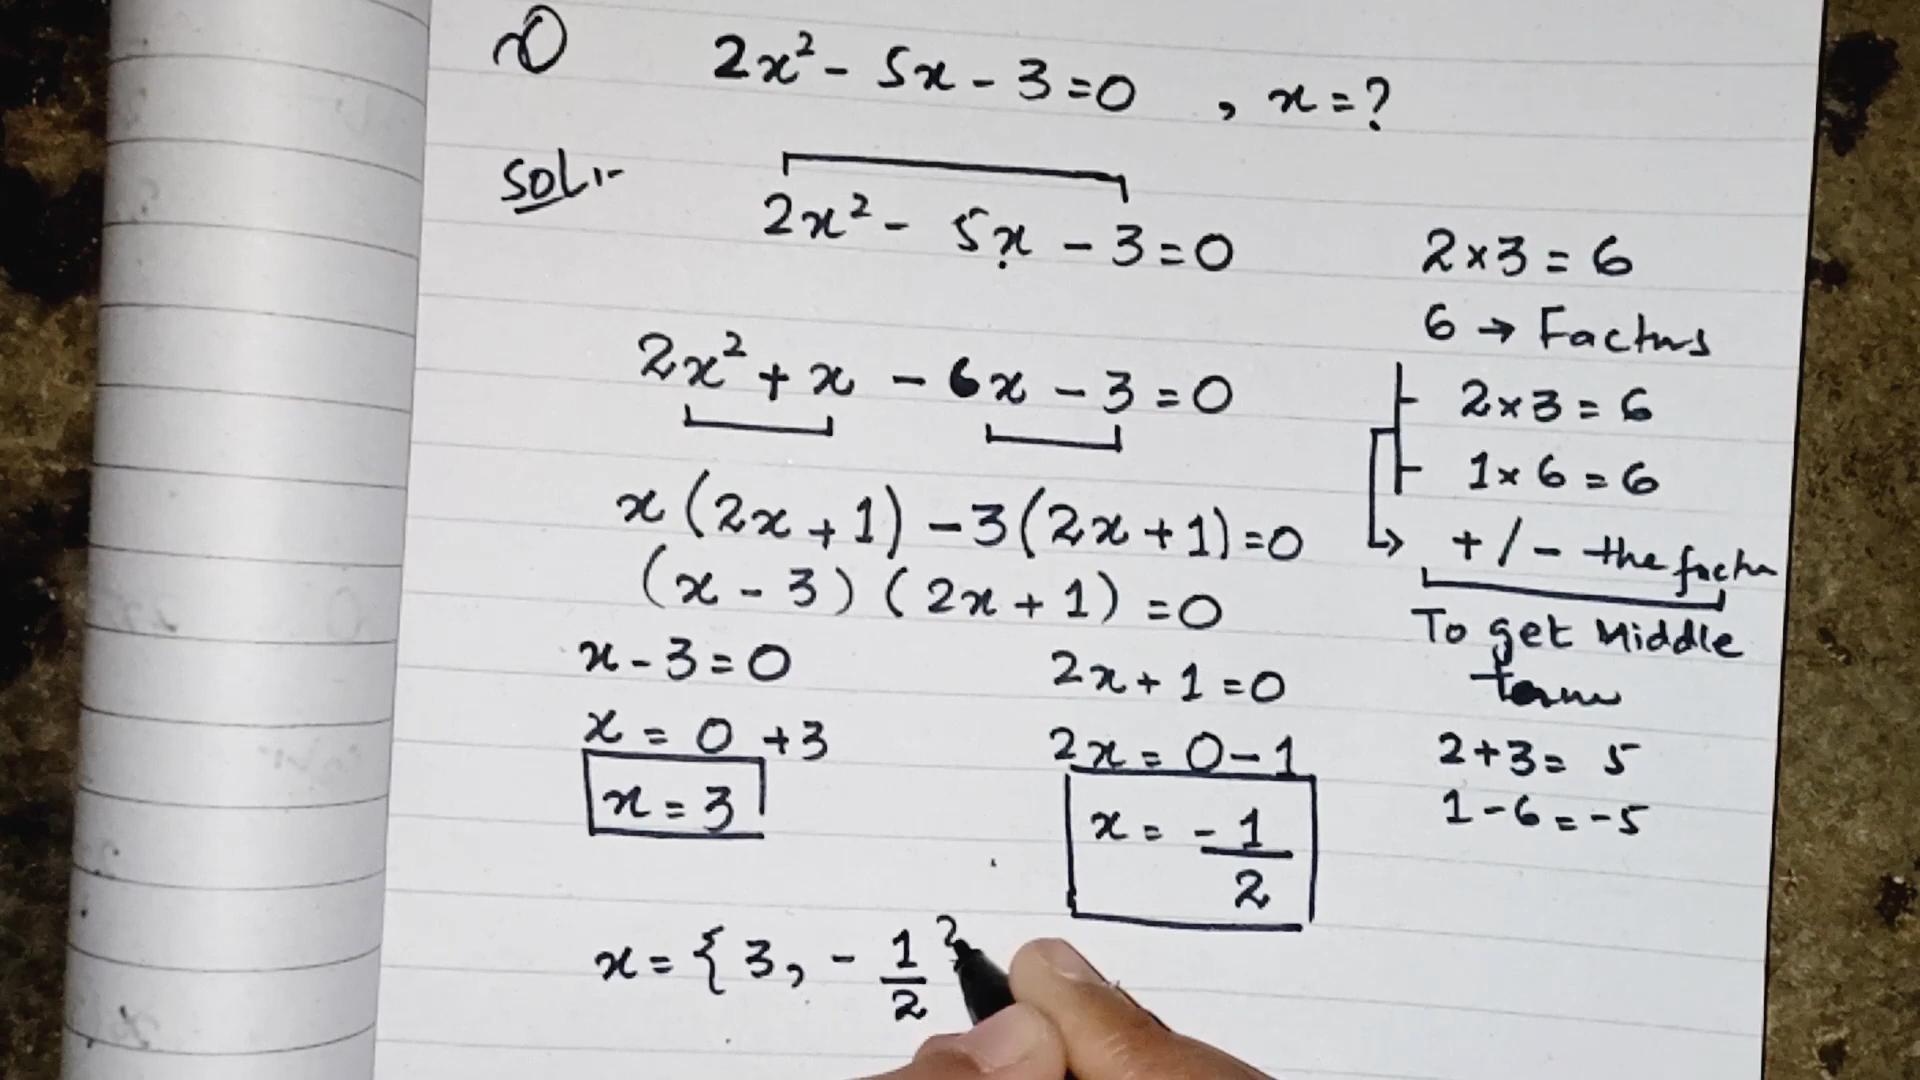 2x² - 5x - 3 = 0 , x = ?
Sol:-
2x² - 5x - 3 = 0
2x² + x - 6x - 3 = 0
x (2x + 1) - 3 (2x + 1) = 0
(x - 3) (2x + 1) = 0
x - 3 = 0
x = 0 + 3
x = 3
2x + 1 = 0
2x = 0 - 1
x = -1/2
x = { 3, - 1/2 }
2 × 3 = 6
6 → Factors
2 × 3 = 6
1 × 6 = 6
+ / - the factor
To get Middle
term
2 + 3 = 5
1 - 6 = -5